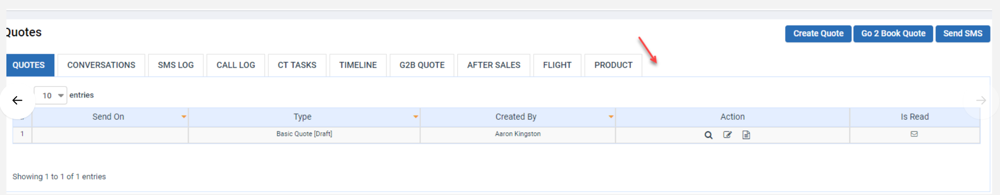 Quotes
Create Quote Go 2 Book Quote Send SMS
QUOTES CONVERSATIONS SMS LOG CALL LOG CT TASKS TIMELINE G2B QUOTE AFTER SALES FLIGHT PRODUCT
10 entries
Send On Type Created By Action Is Read
1 Basic Quote [Draft] Aaron Kingston
Showing 1 to 1 of 1 entries